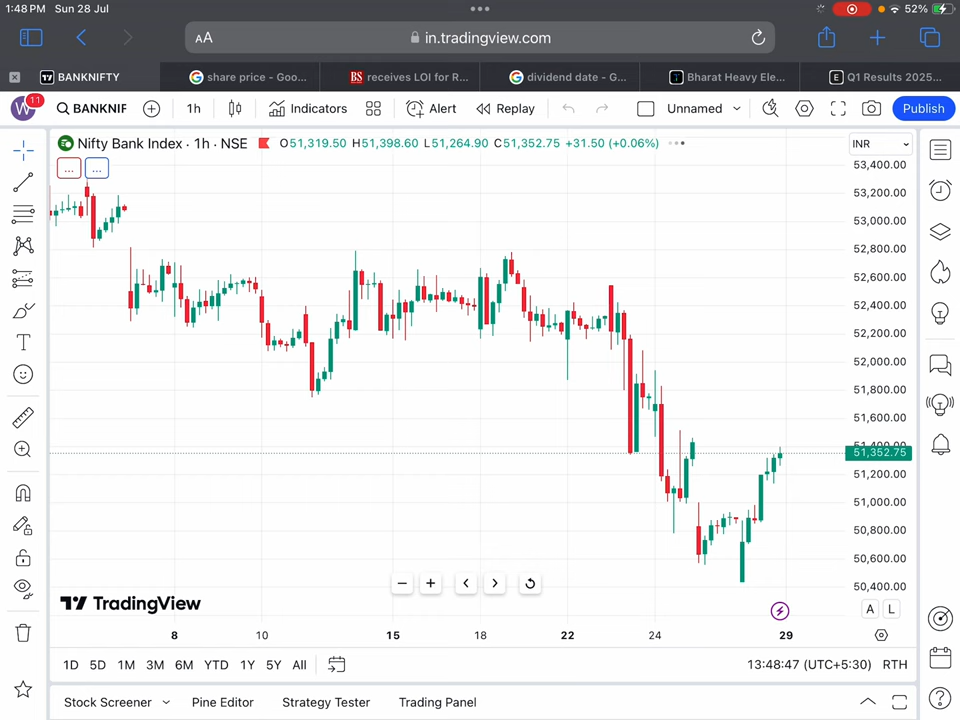 1:48 PM Sun 28 Jul
52%
AA
in.tradingview.com
BANKNIFTY
share price - Goo...
receives LOI for R...
dividend date - G...
Bharat Heavy Ele...
Q1 Results 2025...
W 11
BANKNIF
1h
Indicators
Alert
Replay
Unnamed
Publish
Nifty Bank Index · 1h · NSE
O51,319.50 H51,398.60 L51,264.90 C51,352.75 +31.50 (+0.06%)
INR
53,400.00
53,200.00
53,000.00
52,800.00
52,600.00
52,400.00
52,200.00
52,000.00
51,800.00
51,600.00
51,400.00
51,352.75
51,200.00
51,000.00
50,800.00
50,600.00
50,400.00
TradingView
A L
8 10 15 18 22 24 29
1D 5D 1M 3M 6M YTD 1Y 5Y All
13:48:47 (UTC+5:30) RTH
Stock Screener
Pine Editor
Strategy Tester
Trading Panel